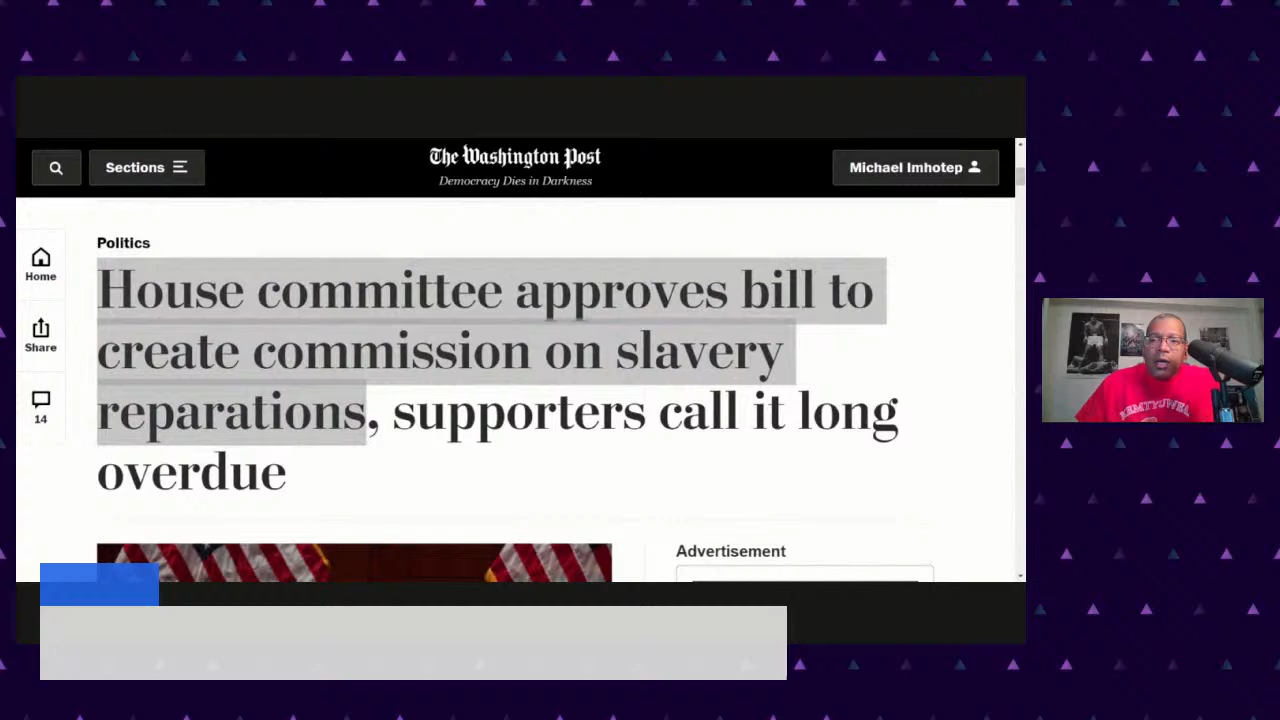 Sections
The Washington Post
Democracy Dies in Darkness
Michael Imhotep
Home
Share
14
Politics
House committee approves bill to
create commission on slavery
reparations, supporters call it long
overdue
Advertisement